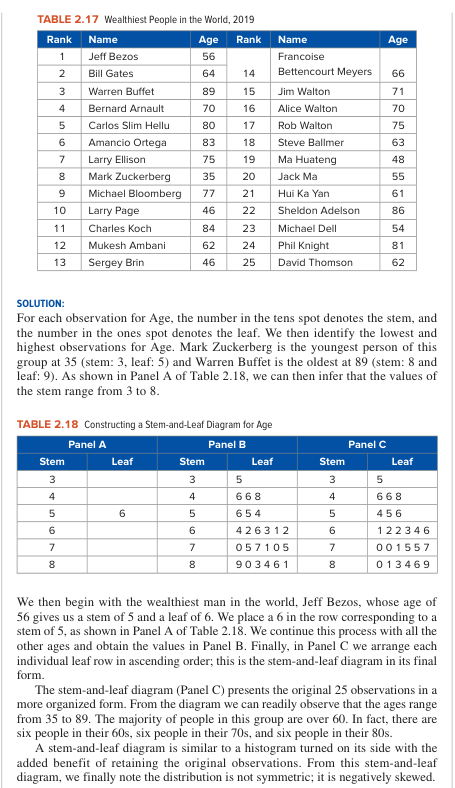 TABLE 2.17 Wealthiest People in the World, 2019
Rank Name Age Rank Name Age
1 Jeff Bezos 56 Francoise
2 Bill Gates 64 14 Bettencourt Meyers 66
3 Warren Buffet 89 15 Jim Walton 71
4 Bernard Arnault 70 16 Alice Walton 70
5 Carlos Slim Hellu 80 17 Rob Walton 75
6 Amancio Ortega 83 18 Steve Ballmer 63
7 Larry Ellison 75 19 Ma Huateng 48
8 Mark Zuckerberg 35 20 Jack Ma 55
9 Michael Bloomberg 77 21 Hui Ka Yan 61
10 Larry Page 46 22 Sheldon Adelson 86
11 Charles Koch 84 23 Michael Dell 54
12 Mukesh Ambani 62 24 Phil Knight 81
13 Sergey Brin 46 25 David Thomson 62
SOLUTION:
For each observation for Age, the number in the tens spot denotes the stem, and
the number in the ones spot denotes the leaf. We then identify the lowest and
highest observations for Age. Mark Zuckerberg is the youngest person of this
group at 35 (stem: 3, leaf: 5) and Warren Buffet is the oldest at 89 (stem: 8 and
leaf: 9). As shown in Panel A of Table 2.18, we can then infer that the values of
the stem range from 3 to 8.
TABLE 2.18 Constructing a Stem-and-Leaf Diagram for Age
Panel A Panel B Panel C
Stem Leaf Stem Leaf Stem Leaf
3 3 5 3 5
4 4 6 6 8 4 6 6 8
5 6 5 6 5 4 5 4 5 6
6 6 4 2 6 3 1 2 6 1 2 2 3 4 6
7 7 0 5 7 1 0 5 7 0 0 1 5 5 7
8 8 9 0 3 4 6 1 8 0 1 3 4 6 9
We then begin with the wealthiest man in the world, Jeff Bezos, whose age of
56 gives us a stem of 5 and a leaf of 6. We place a 6 in the row corresponding to a
stem of 5, as shown in Panel A of Table 2.18. We continue this process with all the
other ages and obtain the values in Panel B. Finally, in Panel C we arrange each
individual leaf row in ascending order; this is the stem-and-leaf diagram in its final
form.
The stem-and-leaf diagram (Panel C) presents the original 25 observations in a
more organized form. From the diagram we can readily observe that the ages range
from 35 to 89. The majority of people in this group are over 60. In fact, there are
six people in their 60s, six people in their 70s, and six people in their 80s.
A stem-and-leaf diagram is similar to a histogram turned on its side with the
added benefit of retaining the original observations. From this stem-and-leaf
diagram, we finally note the distribution is not symmetric; it is negatively skewed.